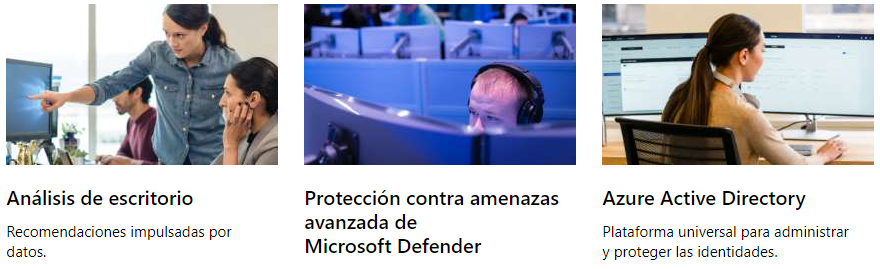 Análisis de escritorio
Recomendaciones impulsadas por
datos.
Protección contra amenazas
avanzada de
Microsoft Defender
Azure Active Directory
Plataforma universal para administrar
y proteger las identidades.